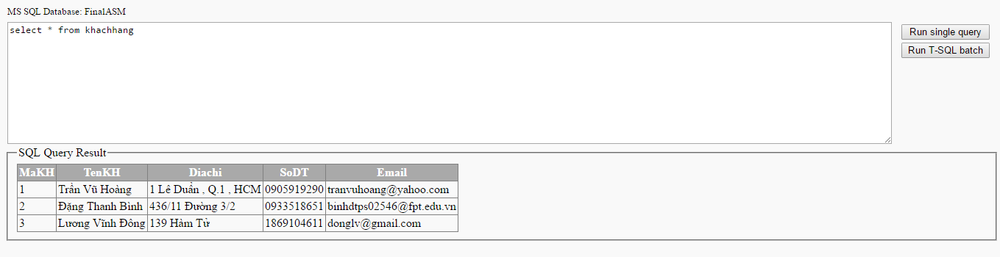 MS SQL Database: FinalASM
select * from khachhang
Run single query
Run T-SQL batch
SQL Query Result
MaKH TenKH Diachi SoDT Email
1 Trần Vũ Hoàng 1 Lê Duẩn , Q.1 , HCM 0905919290 tranvuhoang@yahoo.com
2 Đặng Thanh Bình 436/11 Đường 3/2 0933518651 binhdtps02546@fpt.edu.vn
3 Lương Vĩnh Đông 139 Hàm Tử 1869104611 donglv@gmail.com